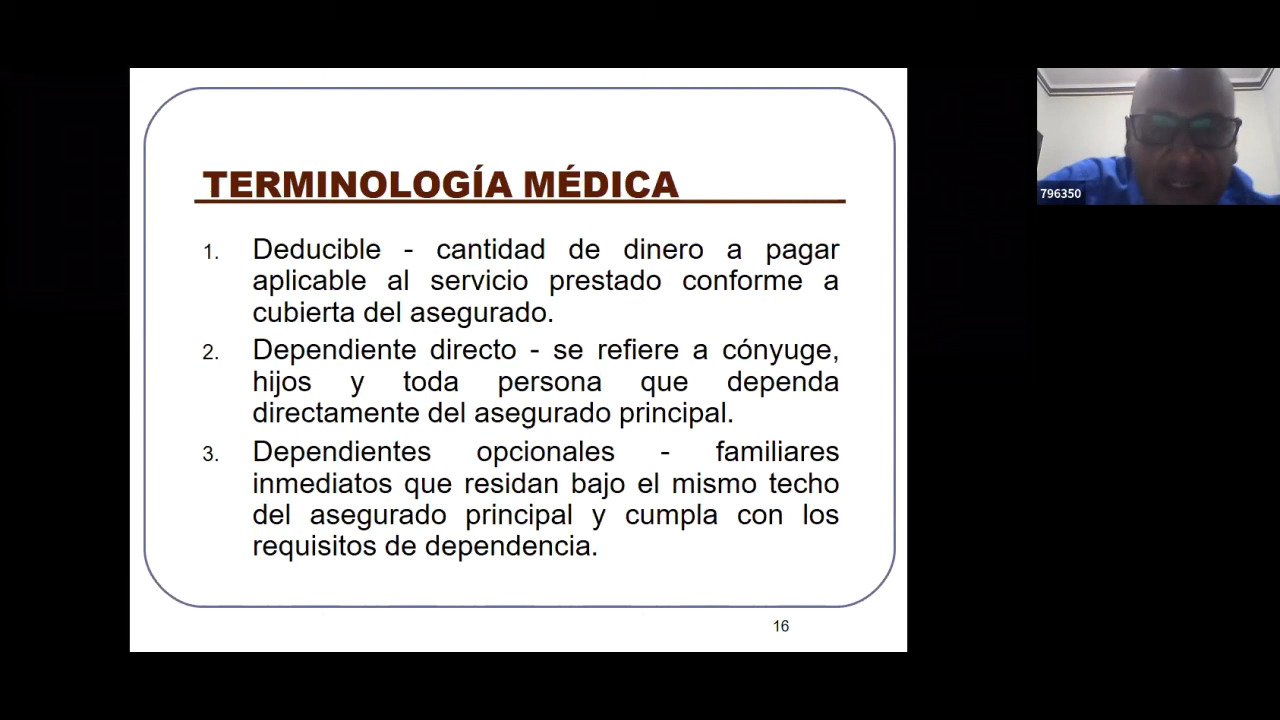 TERMINOLOGÍA MÉDICA
1. Deducible - cantidad de dinero a pagar
aplicable al servicio prestado conforme a
cubierta del asegurado.
2. Dependiente directo - se refiere a cónyuge,
hijos y toda persona que dependa
directamente del asegurado principal.
3. Dependientes opcionales - familiares
inmediatos que residan bajo el mismo techo
del asegurado principal y cumpla con los
requisitos de dependencia.
16
796350